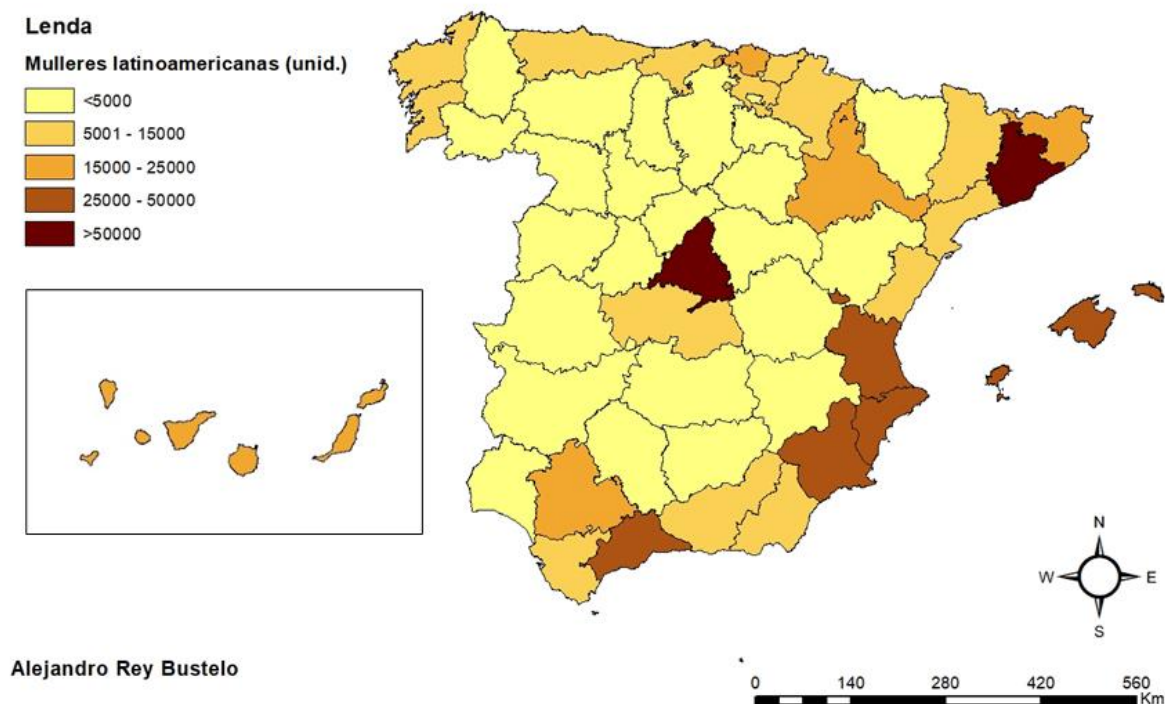 Lenda
Mulleres latinoamericanas (unid.)
<5000
5001 - 15000
15000 - 25000
25000 - 50000
>50000
N
W E
S
Alejandro Rey Bustelo
0 140 280 420 560
Km